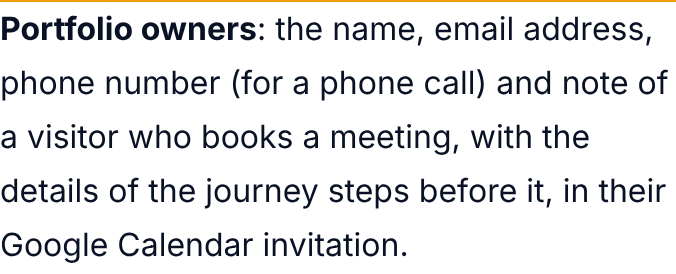 Portfolio owners: the name, email address,
phone number (for a phone call) and note of
a visitor who books a meeting, with the
details of the journey steps before it, in their
Google Calendar invitation.